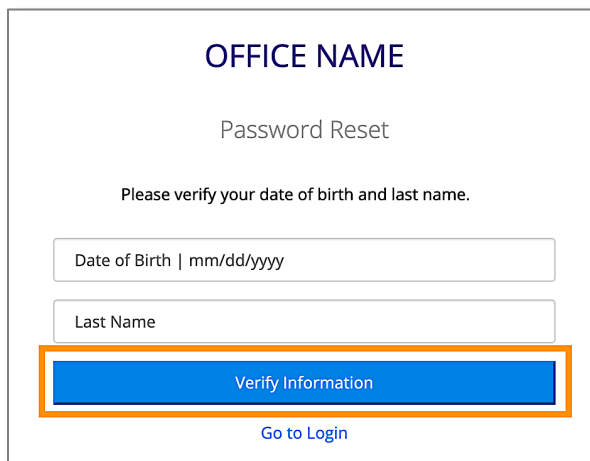 OFFICE NAME
Password Reset
Please verify your date of birth and last name.
Date of Birth | mm/dd/yyyy
Last Name
Verify Information
Go to Login